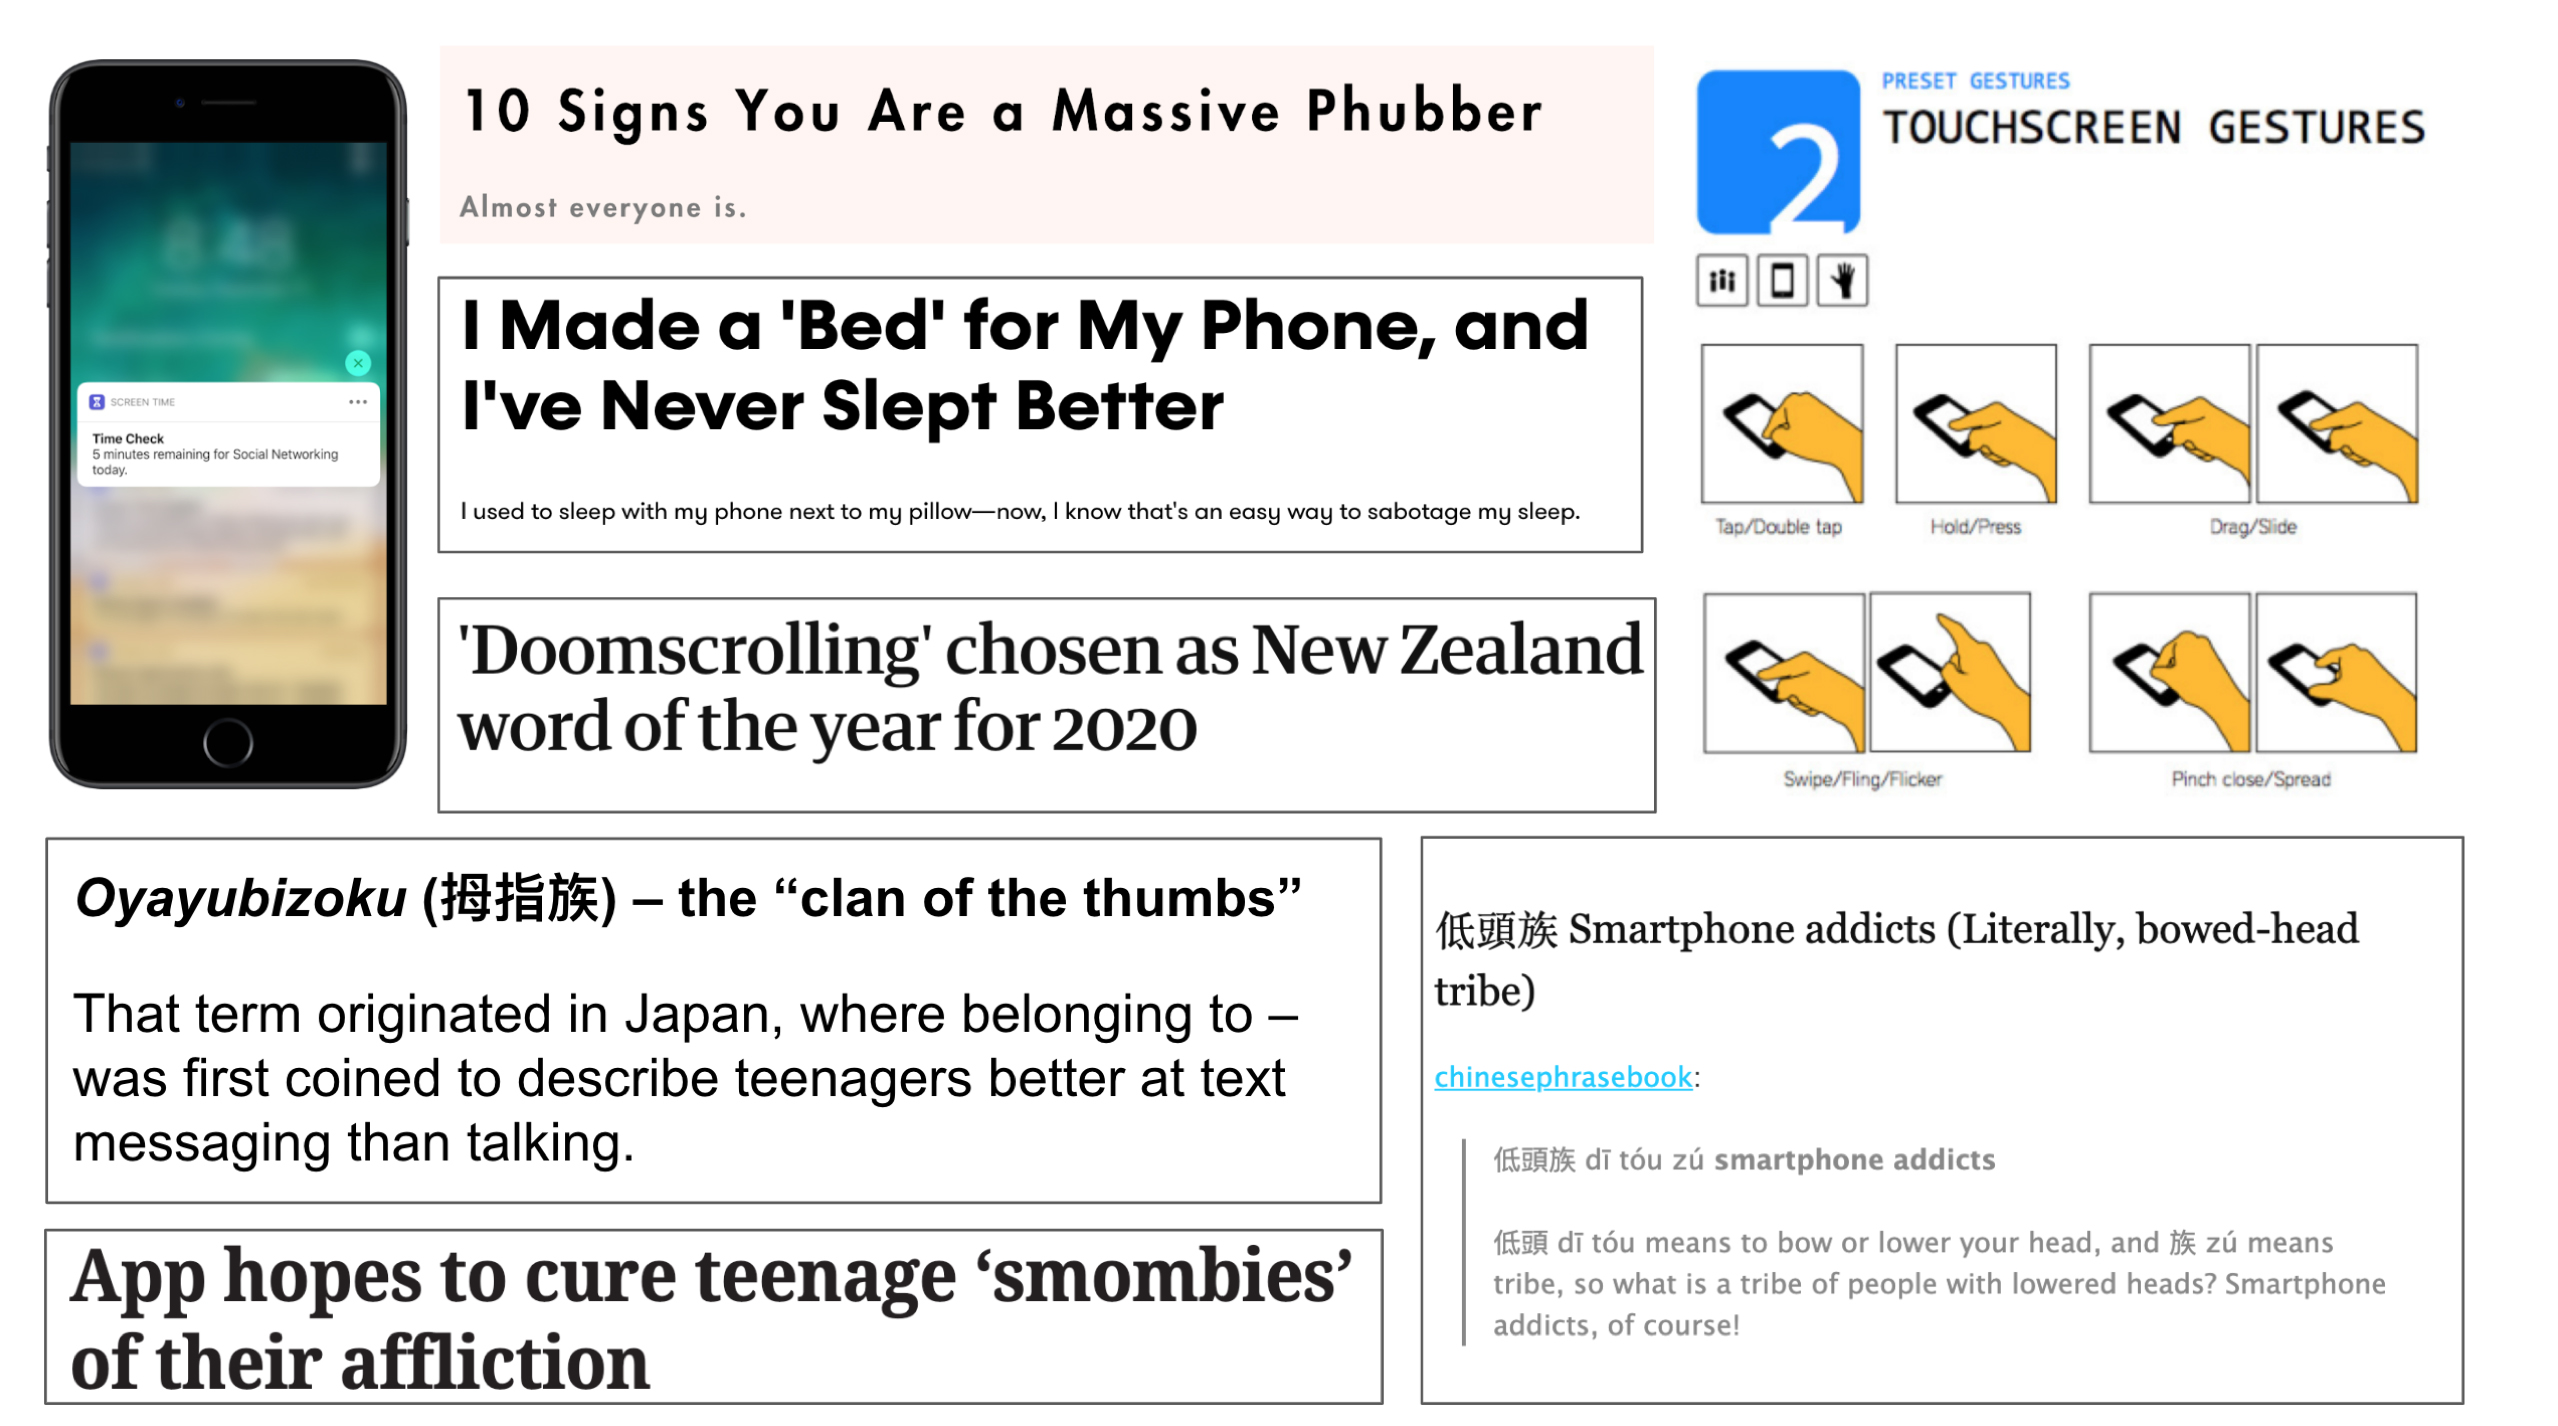 SCREEN TIME
Time Check
5 minutes remaining for Social Networking
today.
10 Signs You Are a Massive Phubber
Almost everyone is.
I Made a 'Bed' for My Phone, and
I've Never Slept Better
I used to sleep with my phone next to my pillow—now, I know that's an easy way to sabotage my sleep.
'Doomscrolling' chosen as New Zealand
word of the year for 2020
2
PRESET GESTURES
TOUCHSCREEN GESTURES
Tap/Double tap
Hold/Press
Drag/Slide
Swipe/Fling/Flicker
Pinch close/Spread
Oyayubizoku (拇指族) – the “clan of the thumbs”
That term originated in Japan, where belonging to –
was first coined to describe teenagers better at text
messaging than talking.
App hopes to cure teenage ‘smombies’
of their affliction
低頭族 Smartphone addicts (Literally, bowed-head
tribe)
chinesephrasebook:
低頭族 dī tóu zú smartphone addicts
低頭 dī tóu means to bow or lower your head, and 族 zú means
tribe, so what is a tribe of people with lowered heads? Smartphone
addicts, of course!